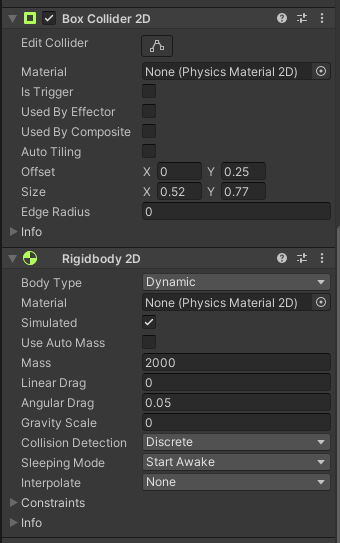 Box Collider 2D
Edit Collider
Material None (Physics Material 2D)
Is Trigger
Used By Effector
Used By Composite
Auto Tiling
Offset X 0 Y 0.25
Size X 0.52 Y 0.77
Edge Radius 0
Info
Rigidbody 2D
Body Type Dynamic
Material None (Physics Material 2D)
Simulated
Use Auto Mass
Mass 2000
Linear Drag 0
Angular Drag 0.05
Gravity Scale 0
Collision Detection Discrete
Sleeping Mode Start Awake
Interpolate None
Constraints
Info